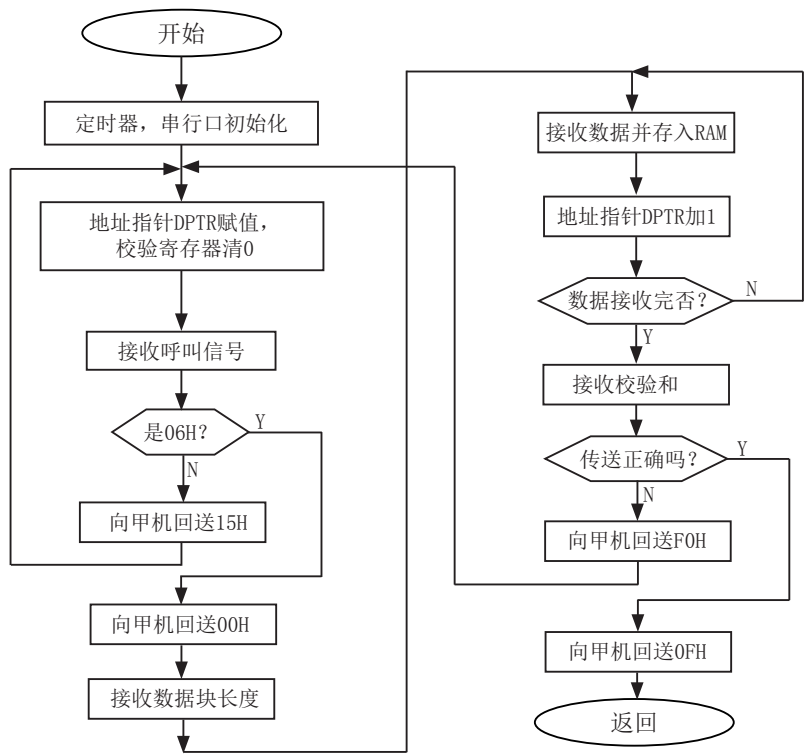 开始
定时器，串行口初始化
地址指针DPTR赋值，
校验寄存器清0
接收呼叫信号
是06H？
Y
N
向甲机回送15H
向甲机回送00H
接收数据块长度
接收数据并存入RAM
地址指针DPTR加1
数据接收完否？
N
Y
接收校验和
传送正确吗？
Y
N
向甲机回送F0H
向甲机回送0FH
返回